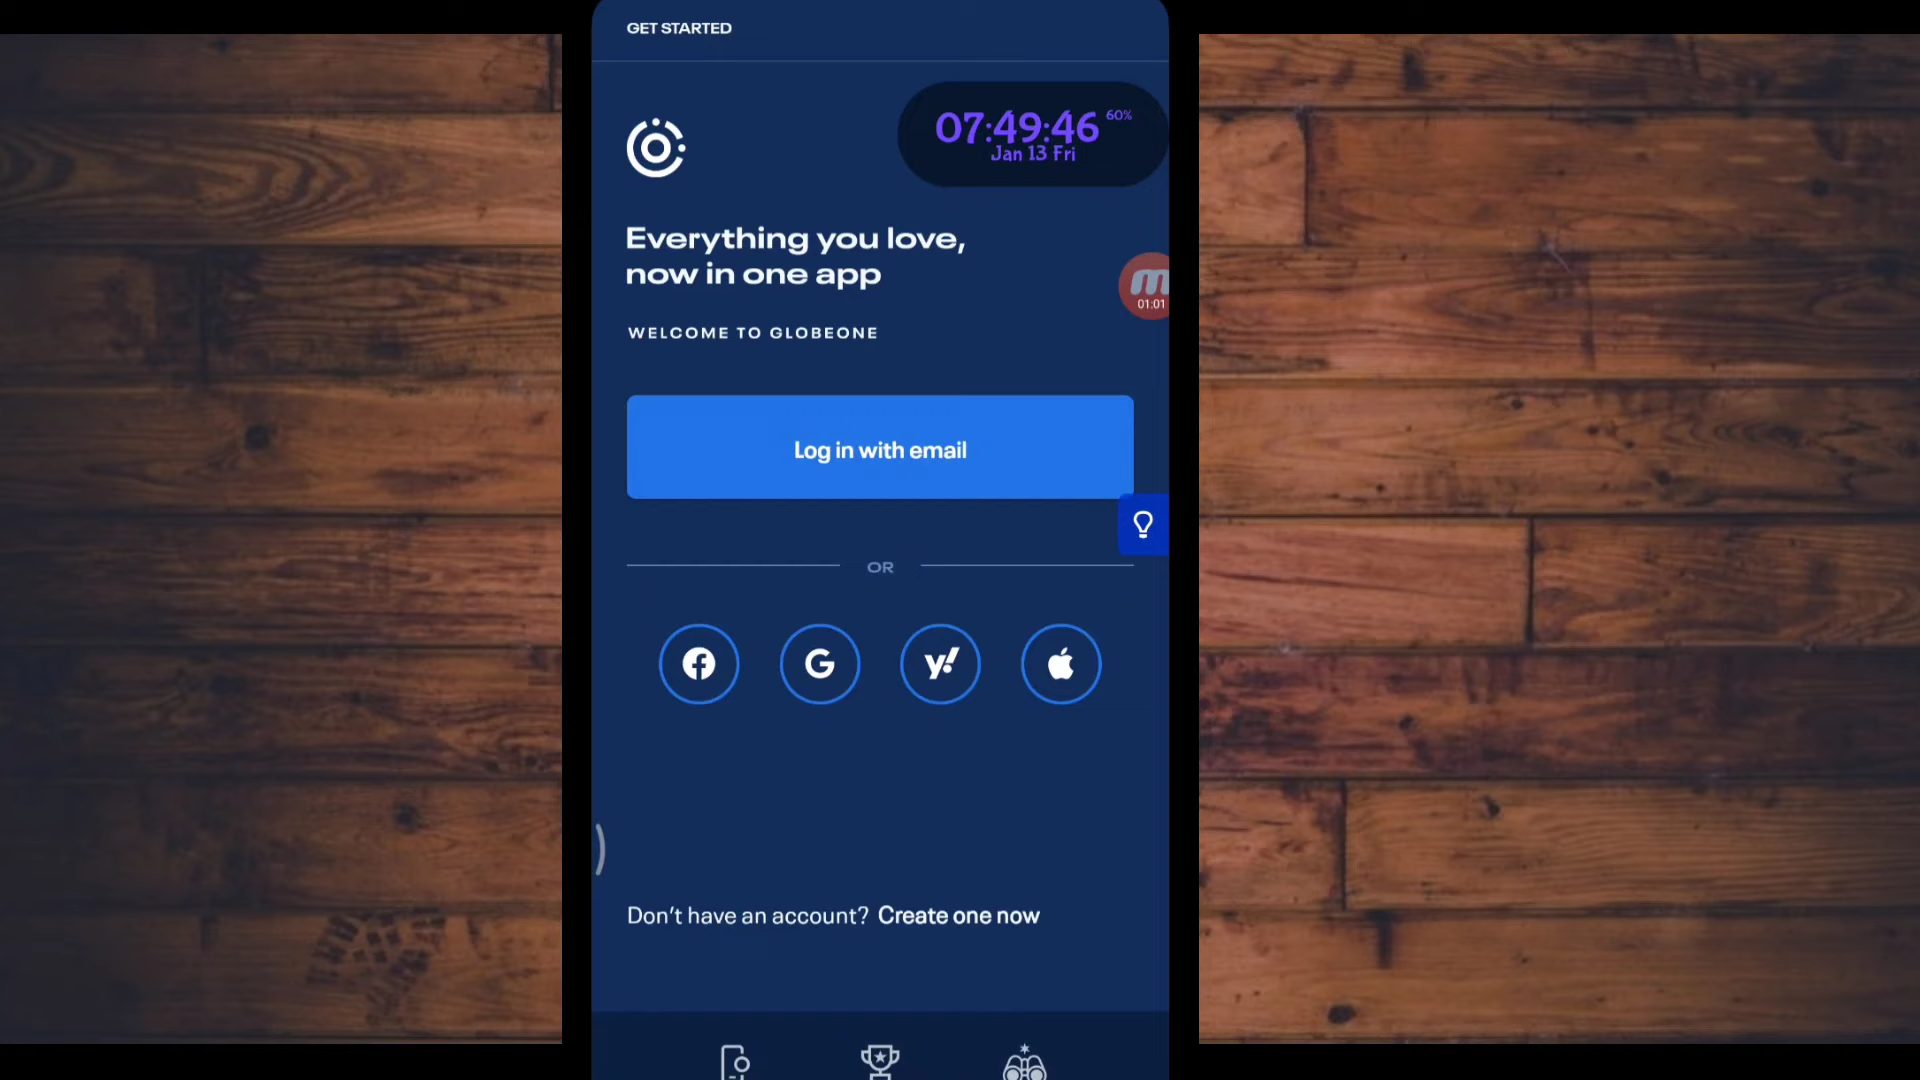 GET STARTED
07:49:46 60%
Jan 13 Fri
Everything you love,
now in one app
01:01
WELCOME TO GLOBEONE
Log in with email
OR
Don't have an account? Create one now